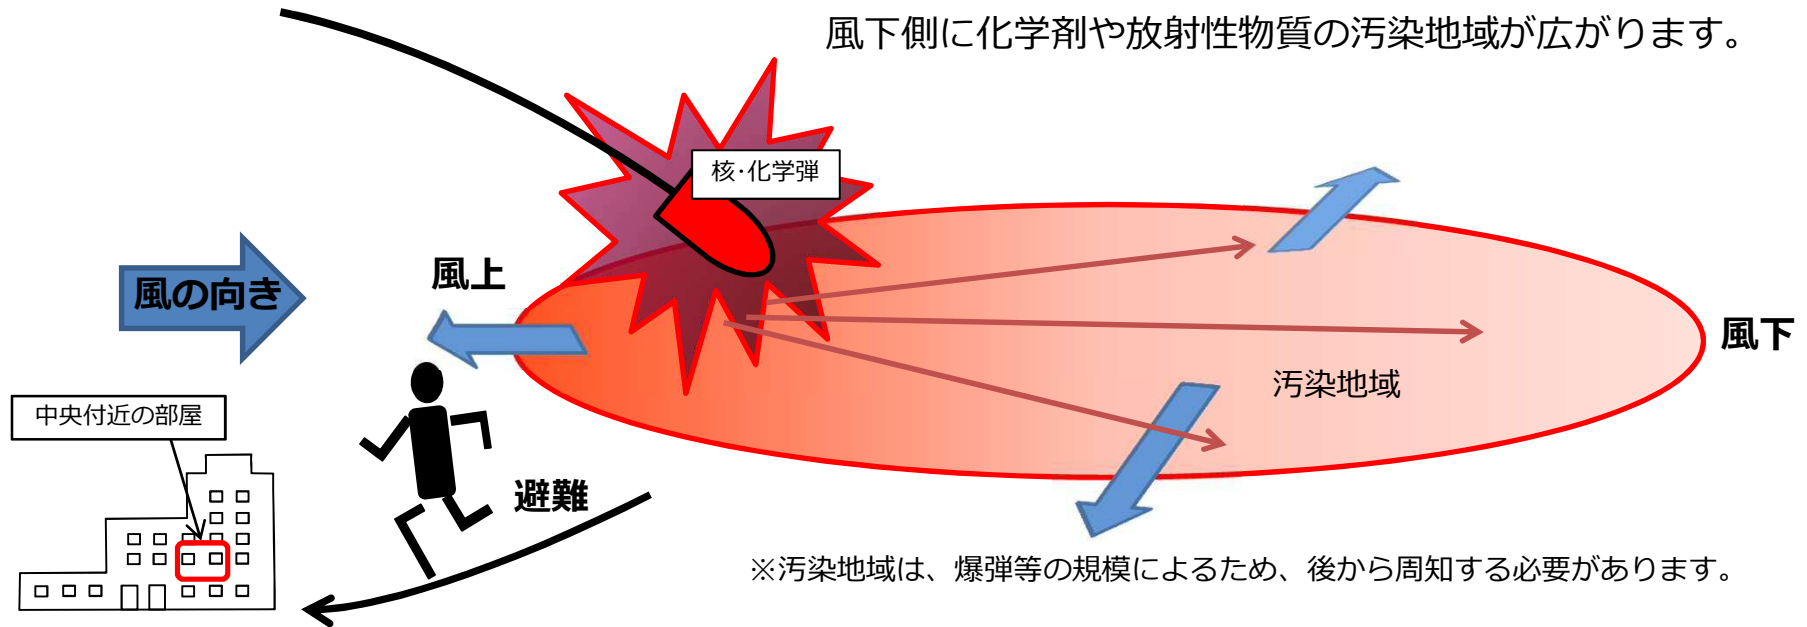 風下側に化学剤や放射性物質の汚染地域が広がります。
核・化学弾
風の向き
風上
風下
汚染地域
中央付近の部屋
避難
※汚染地域は、爆弾等の規模によるため、後から周知する必要があります。